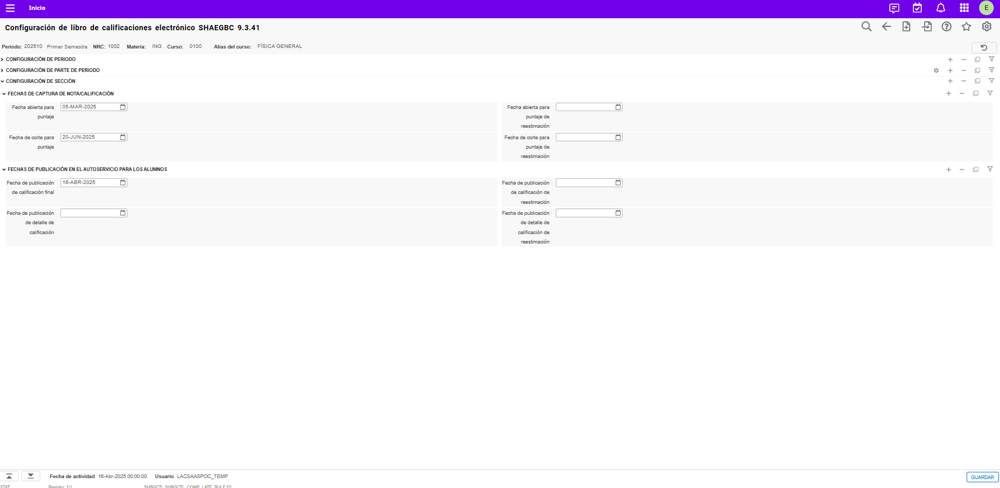 Inicio
E
Configuración de libro de calificaciones electrónico SHAEGBC 9.3.41
Periodo: 202510 Primer Semestre NRC: 1002 Materia: ING Curso: 0100 Alias del curso: FÍSICA GENERAL
CONFIGURACIÓN DE PERIODO
CONFIGURACIÓN DE PARTE DE PERIODO
CONFIGURACIÓN DE SECCIÓN
FECHAS DE CAPTURA DE NOTA/CALIFICACIÓN
Fecha abierta para
puntaje
05-MAR-2025
Fecha abierta para
puntaje de
reestimación
Fecha de corte para
puntaje
20-JUN-2025
Fecha de corte para
puntaje de
reestimación
FECHAS DE PUBLICACIÓN EN EL AUTOSERVICIO PARA LOS ALUMNOS
Fecha de publicación
de calificación final
16-ABR-2025
Fecha de publicación
de calificación de
reestimación
Fecha de publicación
de detalle de
calificación
Fecha de publicación
de detalle de
calificación de
reestimación
Fecha de actividad 16-Abr-2025 00:00:00 Usuario LACSAASPOC_TEMP
GUARDAR
EDIT Registro: 1/1 SHBGCTL.SHBGCTL_COMP_LATE_RULE [1]